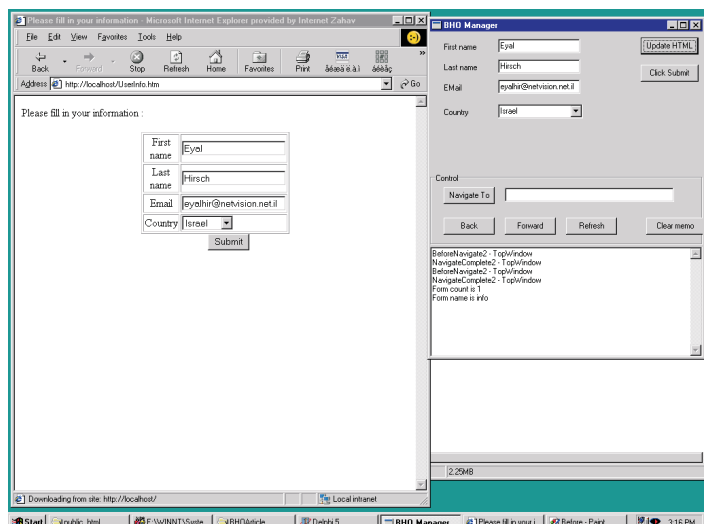 Please fill in your information - Microsoft Internet Explorer provided by Internet Zahav
File Edit View Favorites Tools Help
Back Forward Stop Refresh Home Favorites Print
Address http://localhost/UserInfo.htm Go
Please fill in your information :
First name Eyal
Last name Hirsch
Email eyalhir@netvision.net.il
Country Israel
Submit
Downloading from site: http://localhost/ Local intranet
BHO Manager
First name Eyal Update HTML
Last name Hirsch Click Submit
EMail eyalhir@netvision.net.il
Country Israel
Control
Navigate To
Back Forward Refresh Clear memo
BeforeNavigate2 - TopWindow
NavigateComplete2 - TopWindow
BeforeNavigate2 - TopWindow
NavigateComplete2 - TopWindow
Form count is 1
Form name is info
2.25MB
Start public_html E:\WINNT\Syste BHOArticle Delphi 5 BHO Manager Please fill in your i Before - Paint 3:16 PM